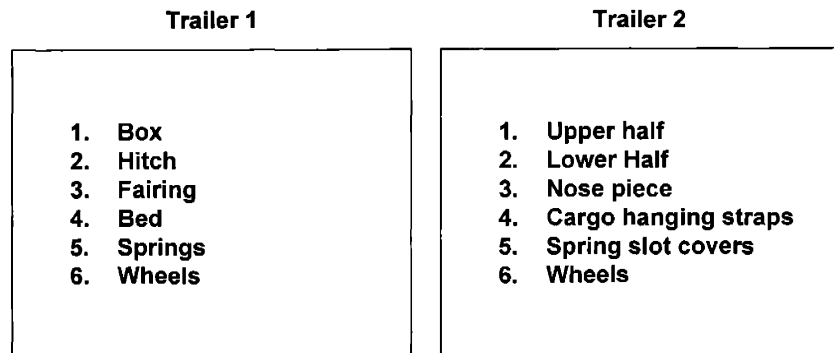 Trailer 1
1. Box
2. Hitch
3. Fairing
4. Bed
5. Springs
6. Wheels
Trailer 2
1. Upper half
2. Lower Half
3. Nose piece
4. Cargo hanging straps
5. Spring slot covers
6. Wheels